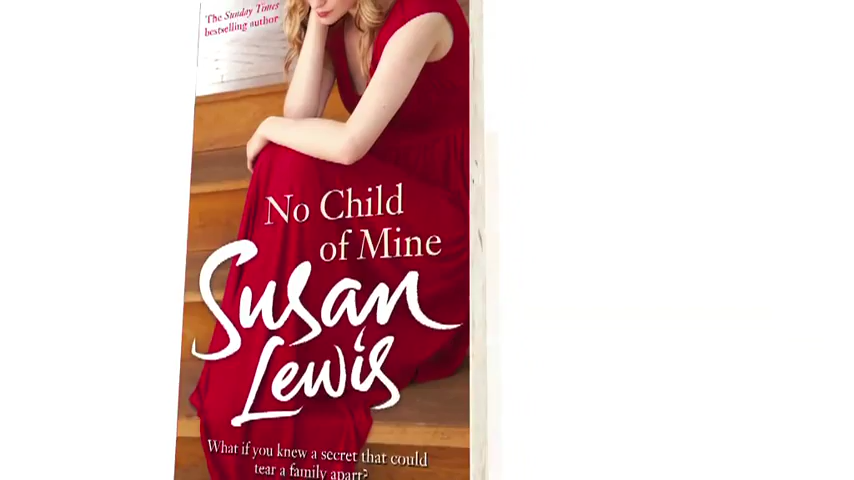 The Sunday Times
bestselling author
No Child
of Mine
Susan
Lewis
What if you knew a secret that could
tear a family apart?